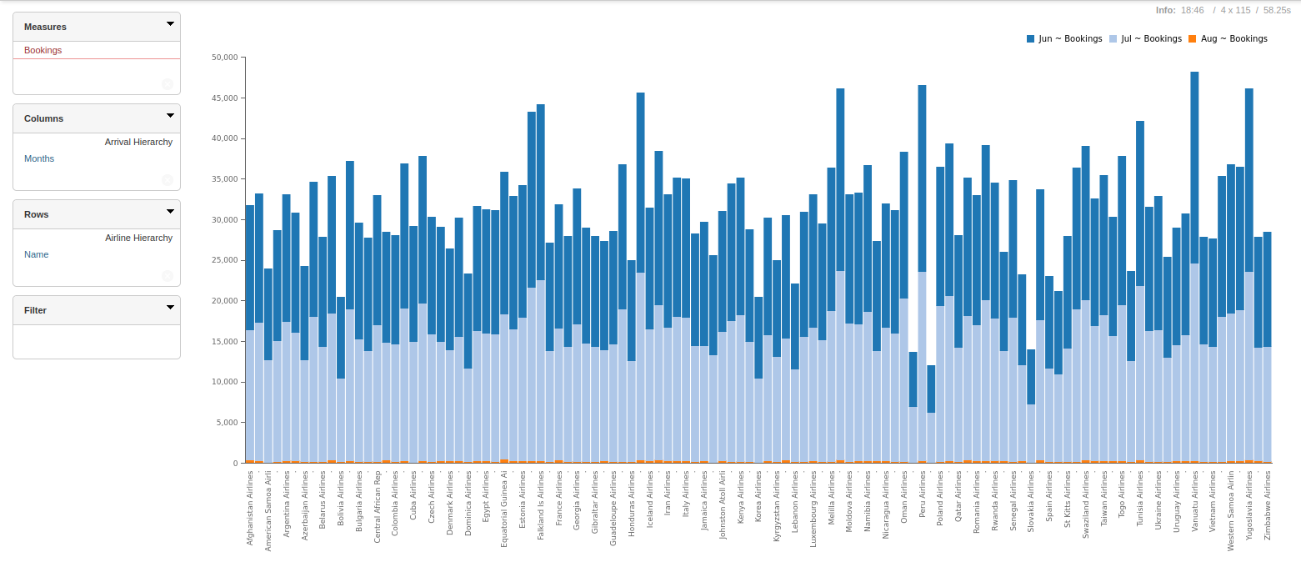 Info: 18:46 / 4 x 115 / 58.25s
Measures
Bookings
Columns
Arrival Hierarchy
Months
Rows
Airline Hierarchy
Name
Filter
Jun ~ Bookings Jul ~ Bookings Aug ~ Bookings
50,000
45,000
40,000
35,000
30,000
25,000
20,000
15,000
10,000
5,000
0
Afghanistan Airlines
American Samoa Airli
Argentina Airlines
Azerbaijan Airlines
Belarus Airlines
Bolivia Airlines
Bulgaria Airlines
Central African Rep
Colombia Airlines
Cuba Airlines
Czech Airlines
Denmark Airlines
Dominica Airlines
Egypt Airlines
Equatorial Guinea Ai
Estonia Airlines
Falkland Is Airlines
France Airlines
Georgia Airlines
Gibraltar Airlines
Guadeloupe Airlines
Honduras Airlines
Iceland Airlines
Iran Airlines
Italy Airlines
Jamaica Airlines
Johnston Atoll Airli
Kenya Airlines
Korea Airlines
Kyrgyzstan Airlines
Lebanon Airlines
Luxembourg Airlines
Melilla Airlines
Moldova Airlines
Namibia Airlines
Nicaragua Airlines
Oman Airlines
Peru Airlines
Poland Airlines
Qatar Airlines
Romania Airlines
Rwanda Airlines
Senegal Airlines
Slovakia Airlines
Spain Airlines
St Kitts Airlines
Swaziland Airlines
Taiwan Airlines
Togo Airlines
Tunisia Airlines
Ukraine Airlines
Uruguay Airlines
Vanuatu Airlines
Vietnam Airlines
Western Samoa Airlin
Yugoslavia Airlines
Zimbabwe Airlines